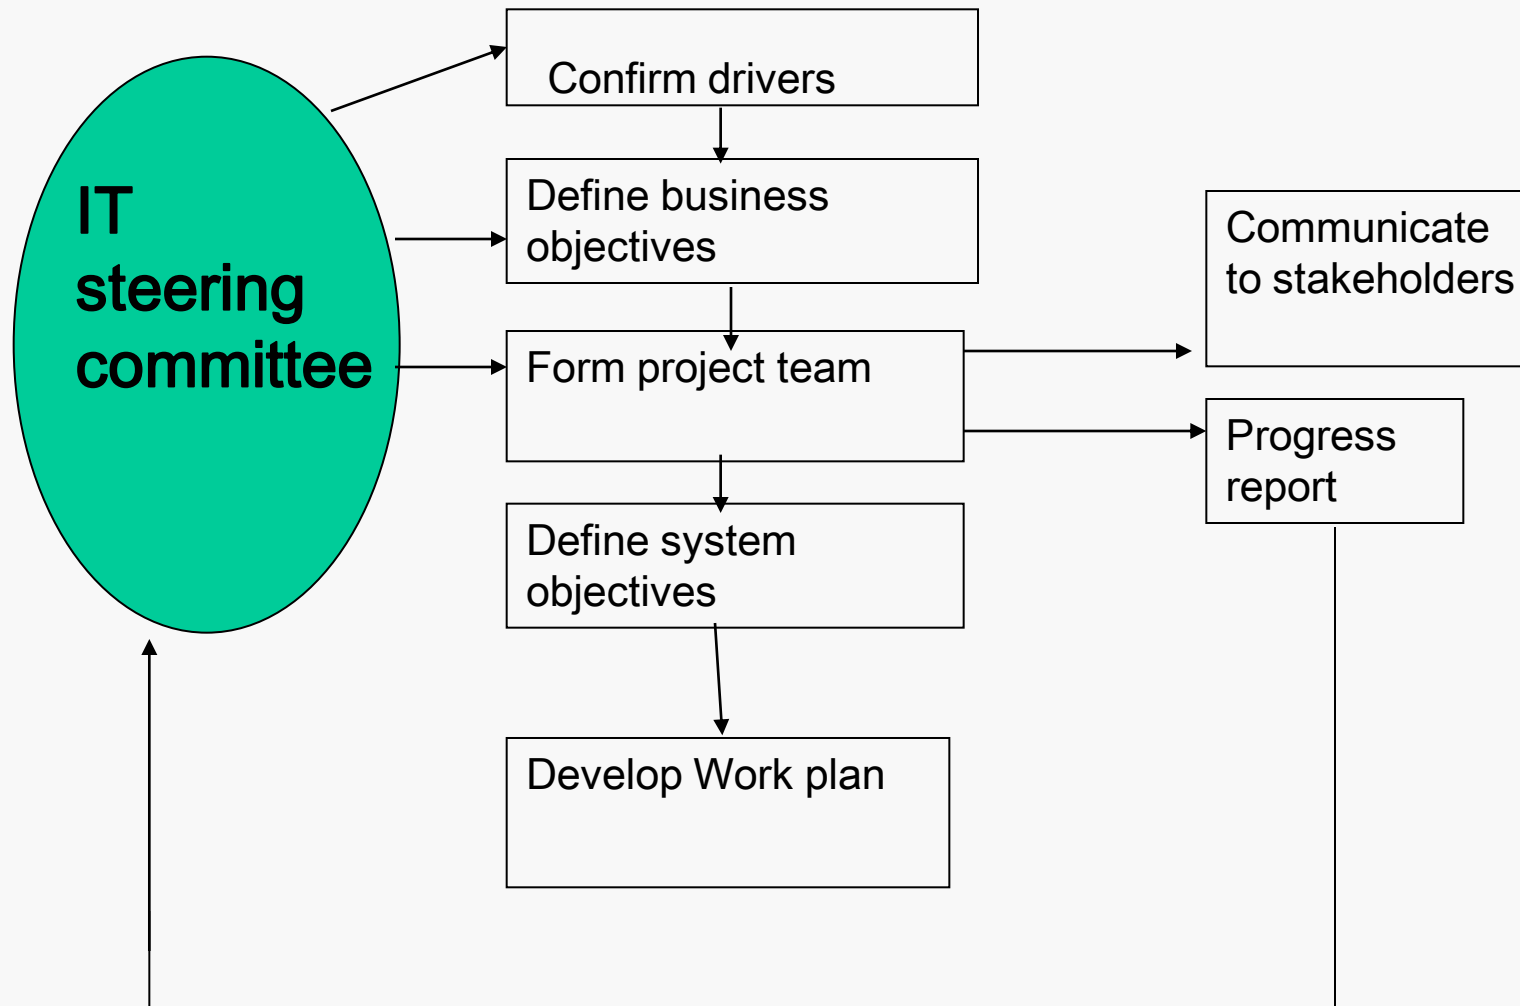 IT
steering
committee
Confirm drivers
Define business
objectives
Form project team
Define system
objectives
Develop Work plan
Communicate
to stakeholders
Progress
report